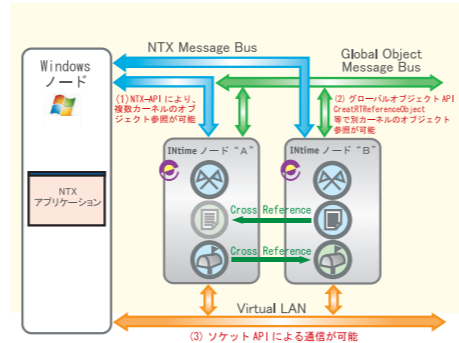 NTX Message Bus
Global Object
Message Bus
Windows
ノード
(1)NTX-APIにより、
複数カーネルのオブ
ジェクト参照が可能
(2) グローバルオブジェクトAPI
CreatRTReferenceObject
等で別カーネルのオブジェクト
参照が可能
INtime ノード "A"
INtime ノード "B"
NTX
アプリケーション
Cross Reference
Cross Reference
Virtual LAN
(3) ソケットAPIによる通信が可能